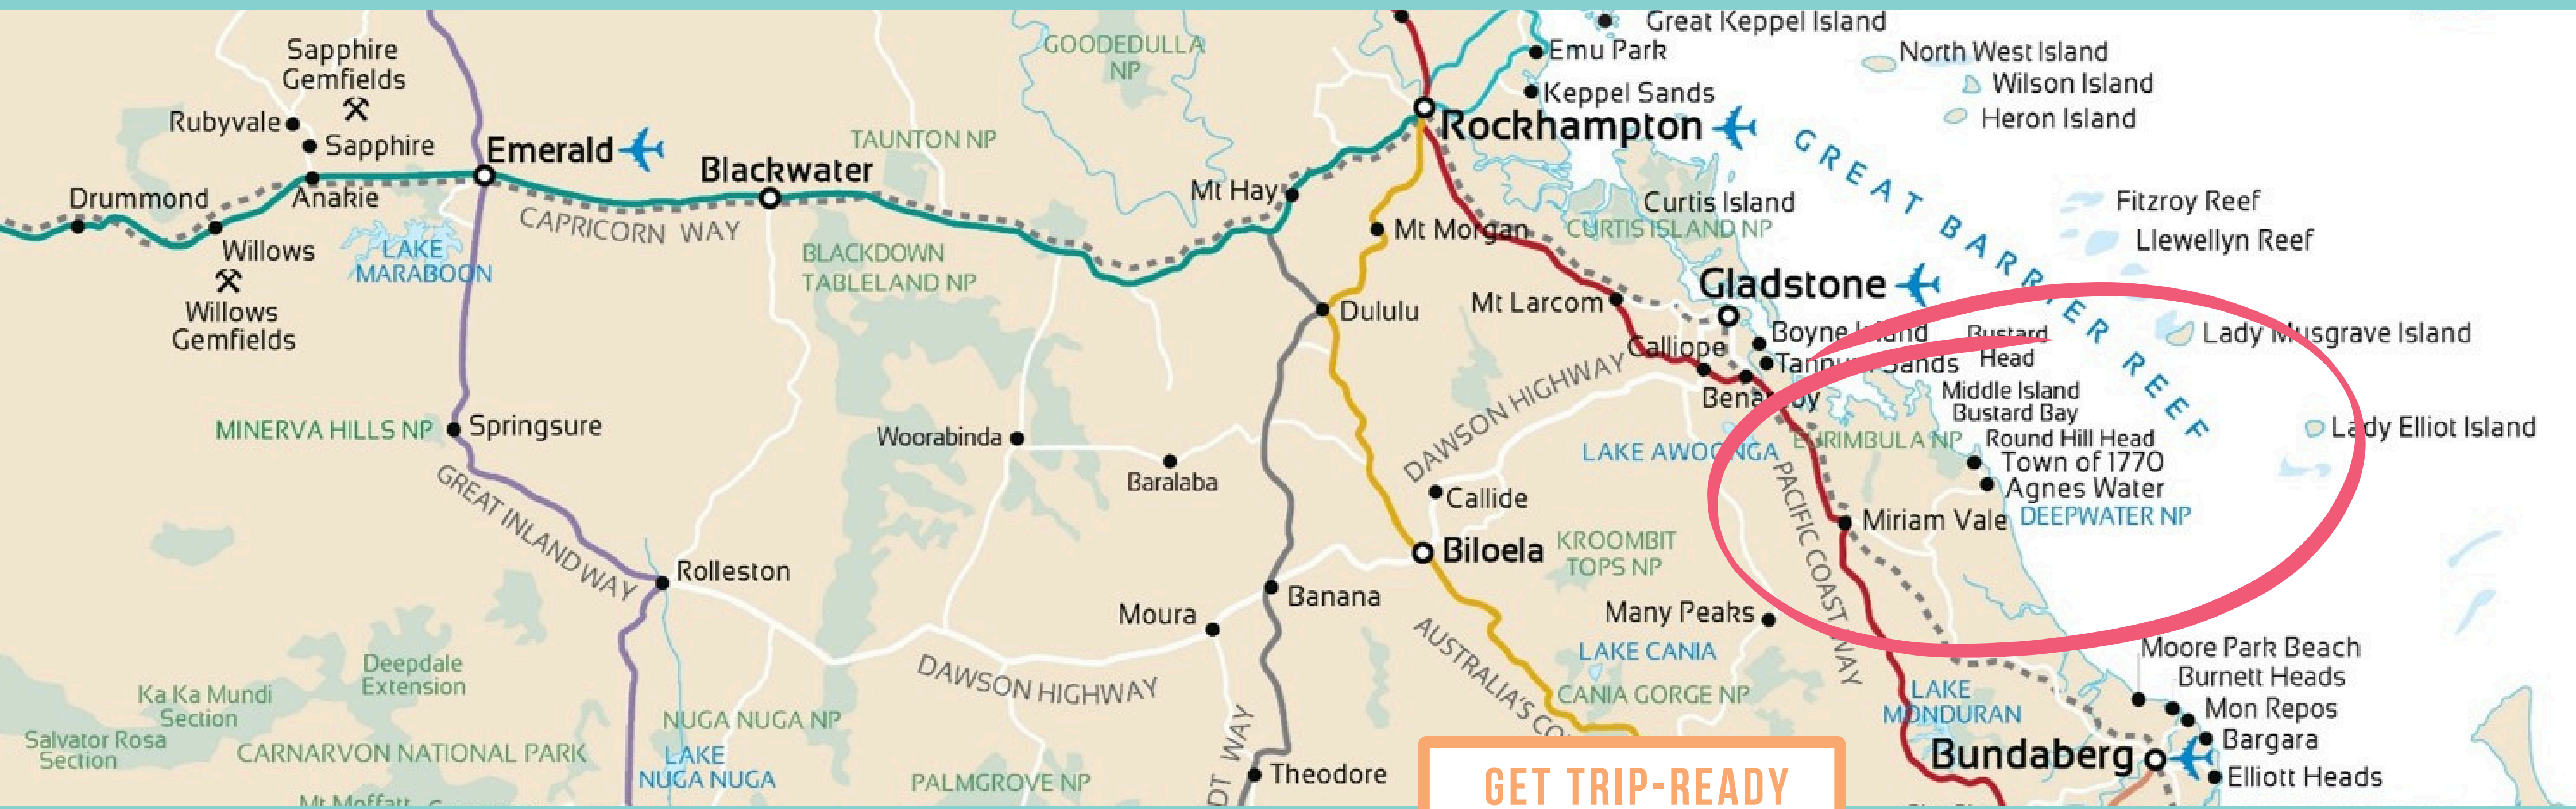 Great Keppel Island
Sapphire
Gemfields
GOODEDULLA
NP
Emu Park
North West Island
Wilson Island
Keppel Sands
Heron Island
Rubyvale
Sapphire
Rockhampton
TAUNTON NP
Emerald
Blackwater
GREAT BARRIER REEF
Drummond
Anakie
Mt Hay
Curtis Island
Fitzroy Reef
CAPRICORN WAY
Mt Morgan
CURTIS ISLAND NP
Llewellyn Reef
Willows
LAKE
MARABOON
BLACKDOWN
TABLELAND NP
Gladstone
Willows
Gemfields
Dululu
Mt Larcom
Boyne Island
Bustard
Head
Lady Musgrave Island
Calliope
Tannum Sands
DAWSON HIGHWAY
Benaraby
Middle Island
Bustard Bay
MINERVA HILLS NP
Springsure
Woorabinda
LAKE AWOONGA
EURIMBULA NP
Round Hill Head
Lady Elliot Island
Town of 1770
Baralaba
Callide
Agnes Water
GREAT INLAND WAY
PACIFIC COAST WAY
Miriam Vale
DEEPWATER NP
Biloela
KROOMBIT
TOPS NP
Rolleston
Banana
Moura
Many Peaks
AUSTRALIA'S
LAKE CANIA
Moore Park Beach
Deepdale
Extension
DAWSON HIGHWAY
Burnett Heads
Ka Ka Mundi
Section
CANIA GORGE NP
LAKE
MONDURAN
Mon Repos
NUGA NUGA NP
Salvator Rosa
Section
CARNARVON NATIONAL PARK
LAKE
NUGA NUGA
Bargara
Bundaberg
PALMGROVE NP
DT WAY
Theodore
Elliott Heads
GET TRIP-READY